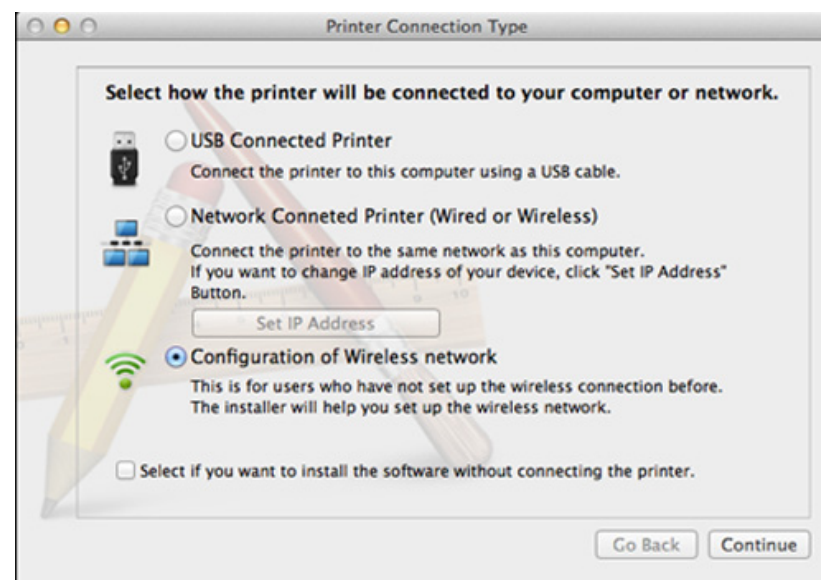 Printer Connection Type
Select how the printer will be connected to your computer or network.
USB Connected Printer
Connect the printer to this computer using a USB cable.
Network Conneted Printer (Wired or Wireless)
Connect the printer to the same network as this computer.
If you want to change IP address of your device, click "Set IP Address"
Button.
Set IP Address
Configuration of Wireless network
This is for users who have not set up the wireless connection before.
The installer will help you set up the wireless network.
Select if you want to install the software without connecting the printer.
Go Back Continue